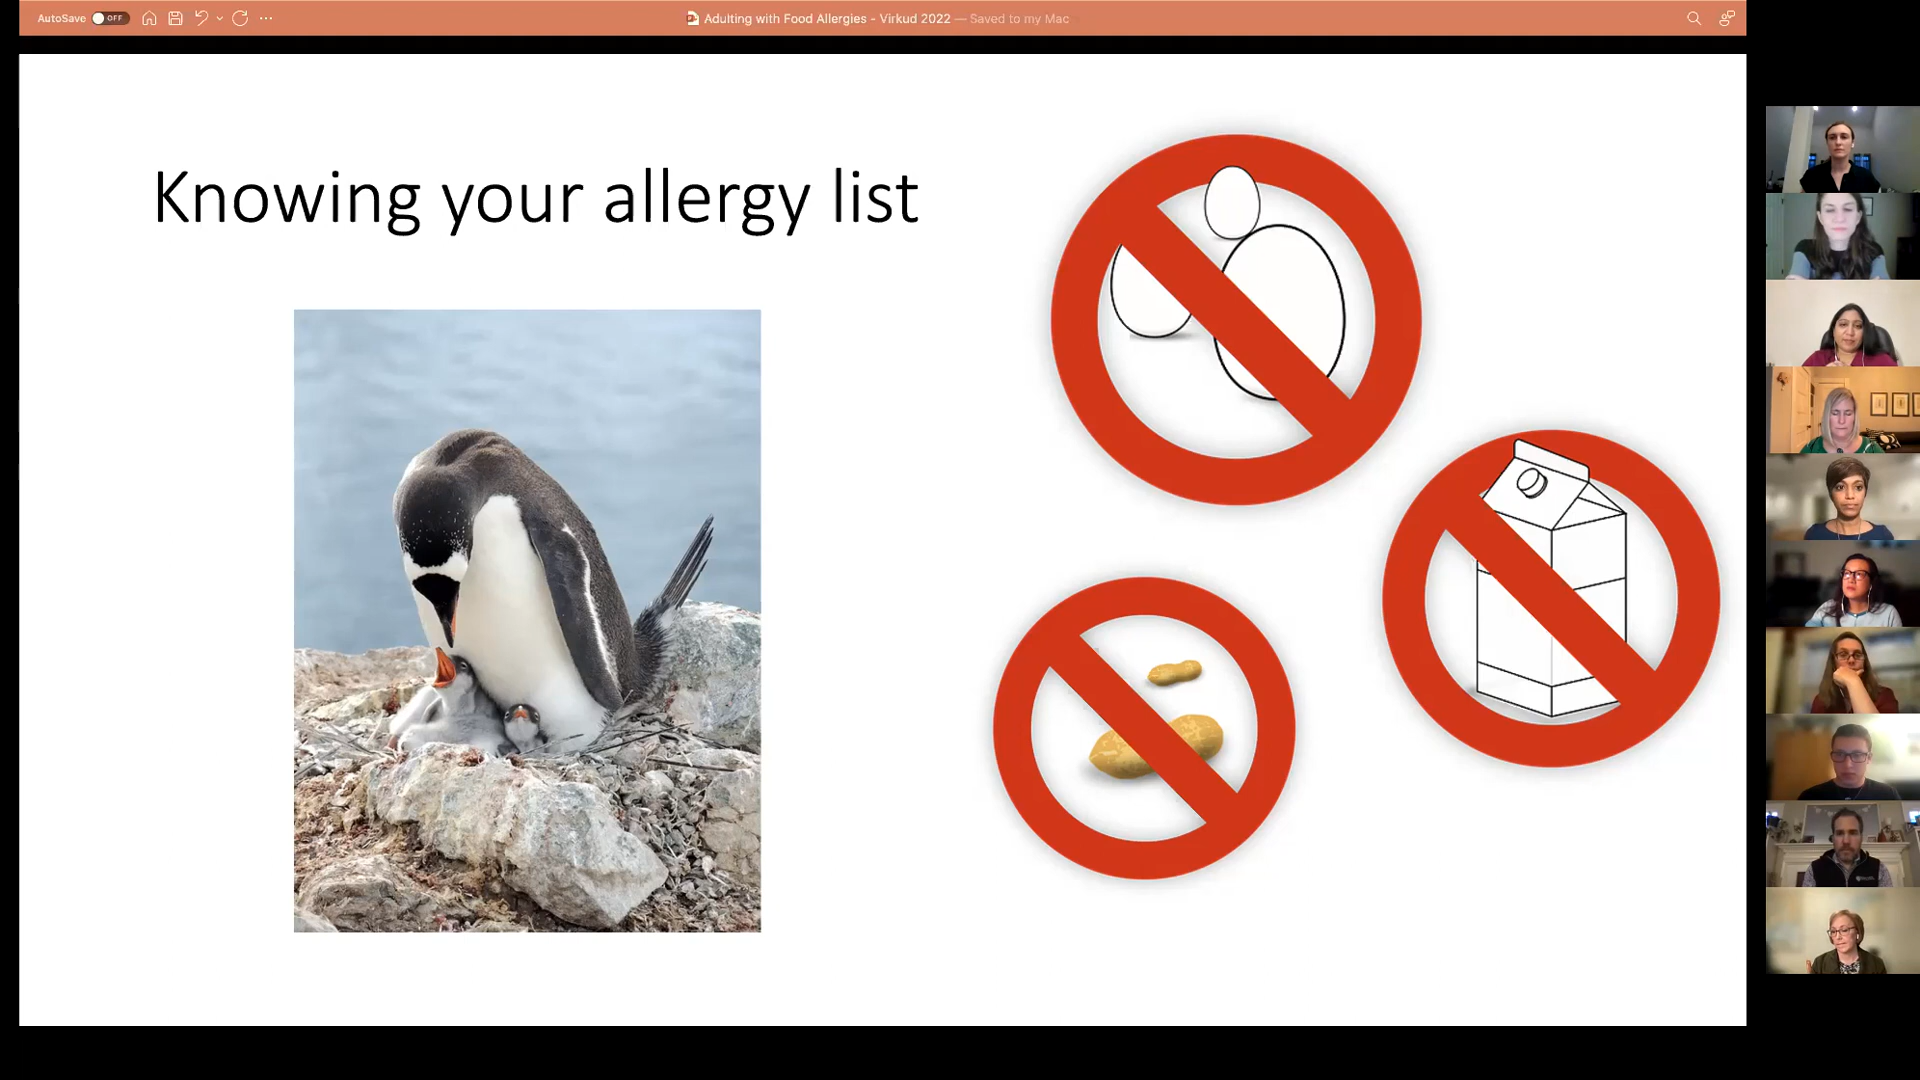 AutoSave OFF
Adulting with Food Allergies - Virkud 2022 — Saved to my Mac
Knowing your allergy list